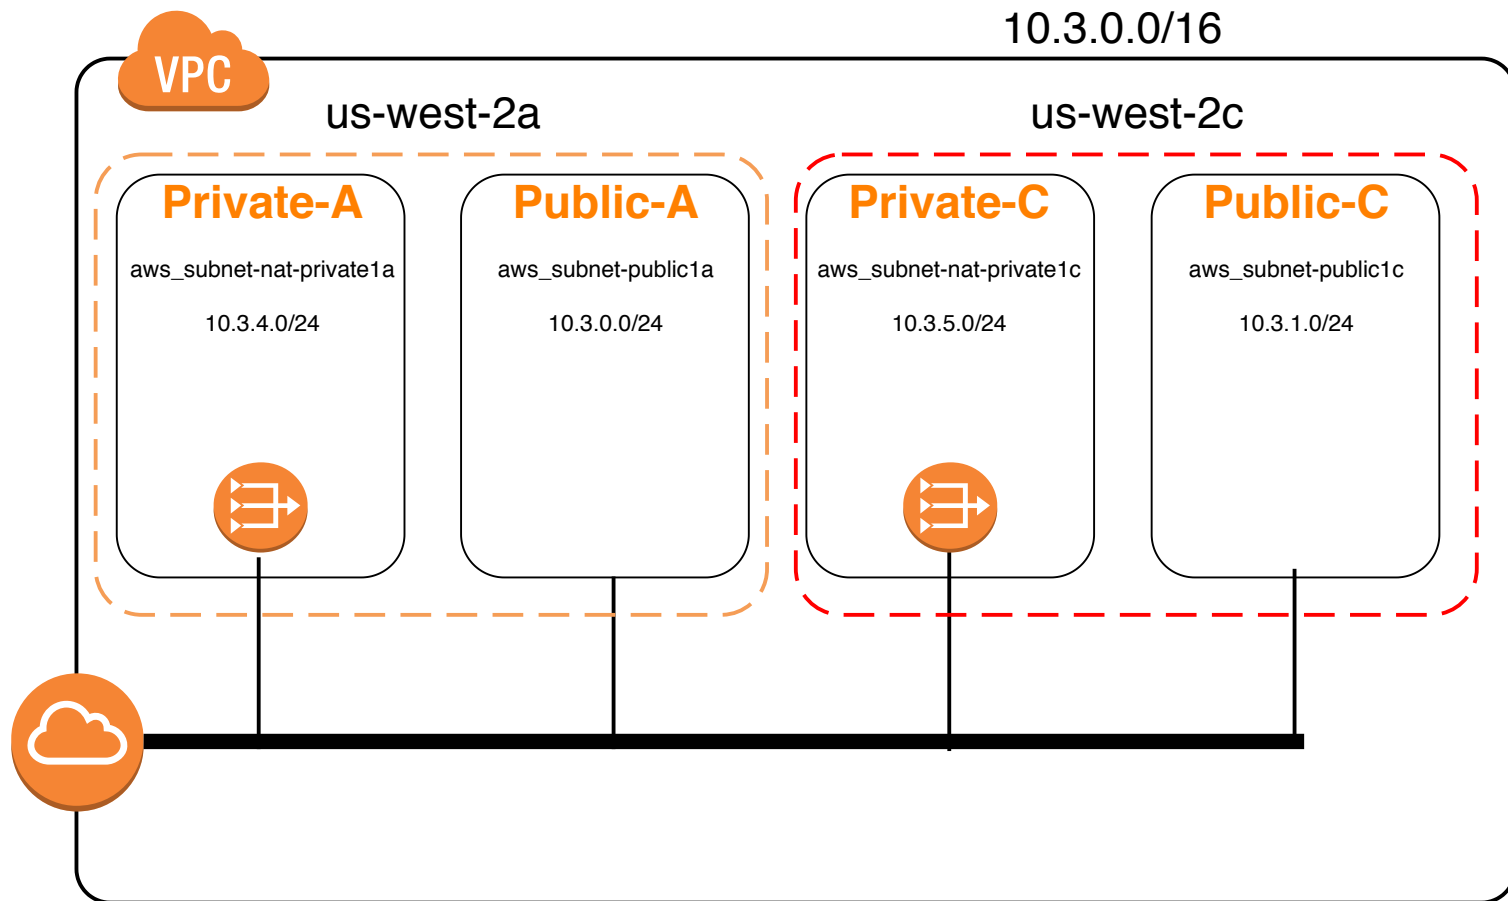 10.3.0.0/16
VPC
us-west-2a
us-west-2c
Private-A
aws_subnet-nat-private1a
10.3.4.0/24
Public-A
aws_subnet-public1a
10.3.0.0/24
Private-C
aws_subnet-nat-private1c
10.3.5.0/24
Public-C
aws_subnet-public1c
10.3.1.0/24